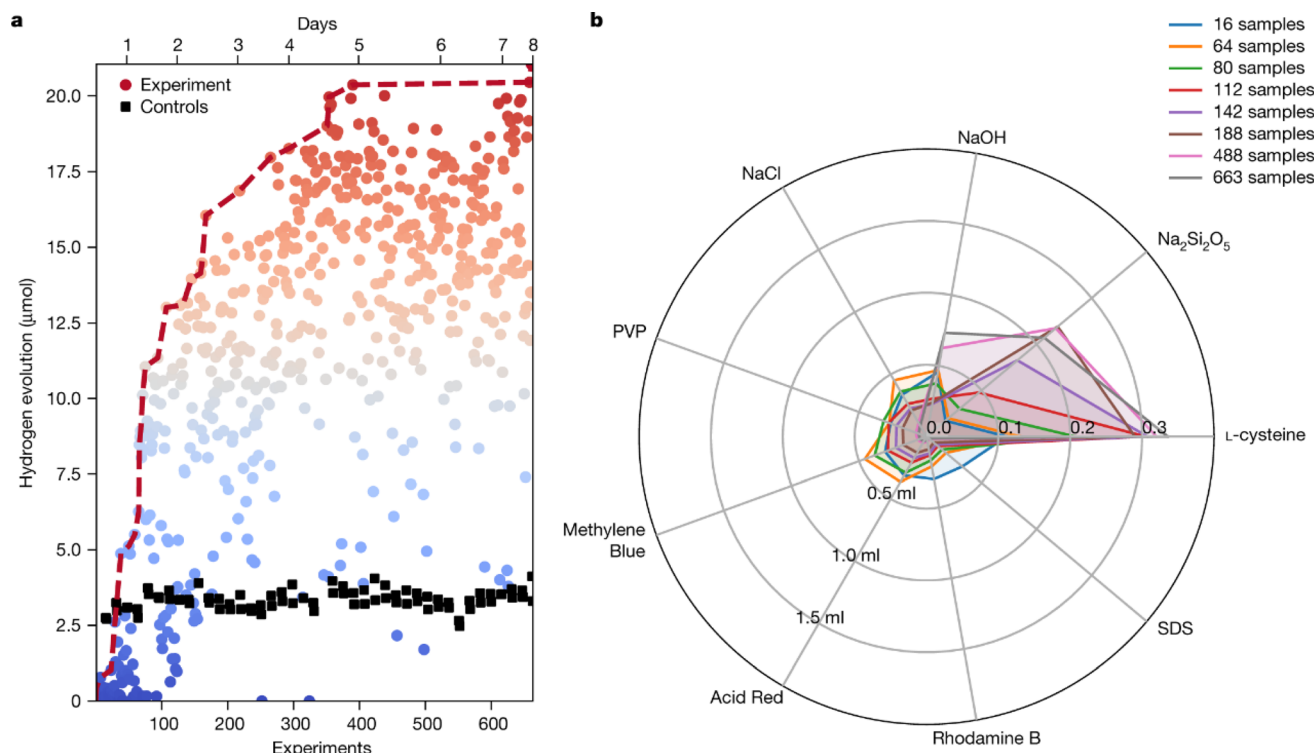 a
Days
1 2 3 4 5 6 7 8
Experiment
Controls
20.0
17.5
15.0
12.5
10.0
7.5
5.0
2.5
0
Hydrogen evolution (μmol)
100 200 300 400 500 600
Experiments
b
16 samples
64 samples
80 samples
112 samples
142 samples
188 samples
488 samples
663 samples
NaOH
NaCl
Na₂Si₂O₅
PVP
0.0 0.1 0.2 0.3
L-cysteine
0.5 ml
Methylene
Blue
1.0 ml
1.5 ml
SDS
Acid Red
Rhodamine B